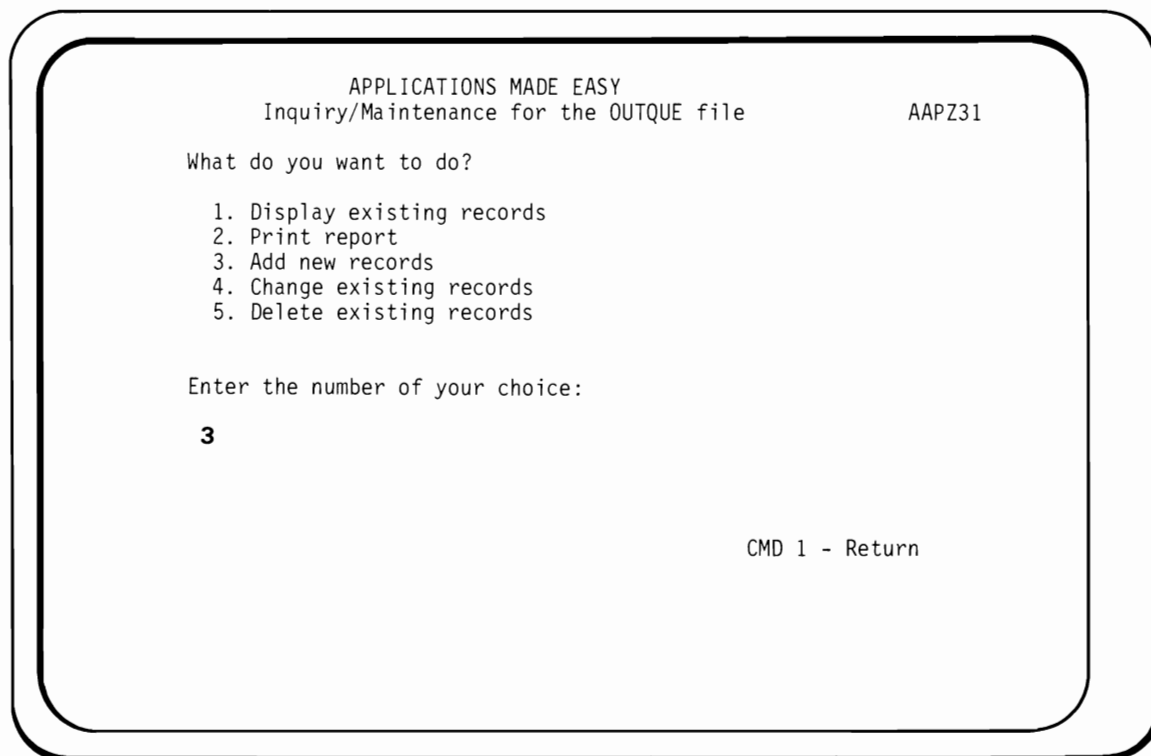 APPLICATIONS MADE EASY
Inquiry/Maintenance for the OUTQUE file AAPZ31
What do you want to do?
1. Display existing records
2. Print report
3. Add new records
4. Change existing records
5. Delete existing records
Enter the number of your choice:
3
CMD 1 - Return